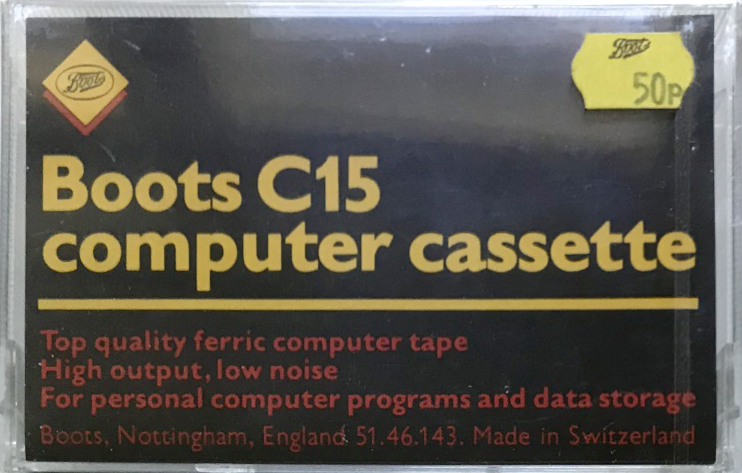 Boots
Boots
50p
Boots C15
computer cassette
Top quality ferric computer tape
High output, low noise
For personal computer programs and data storage
Boots, Nottingham, England 51.46.143. Made in Switzerland